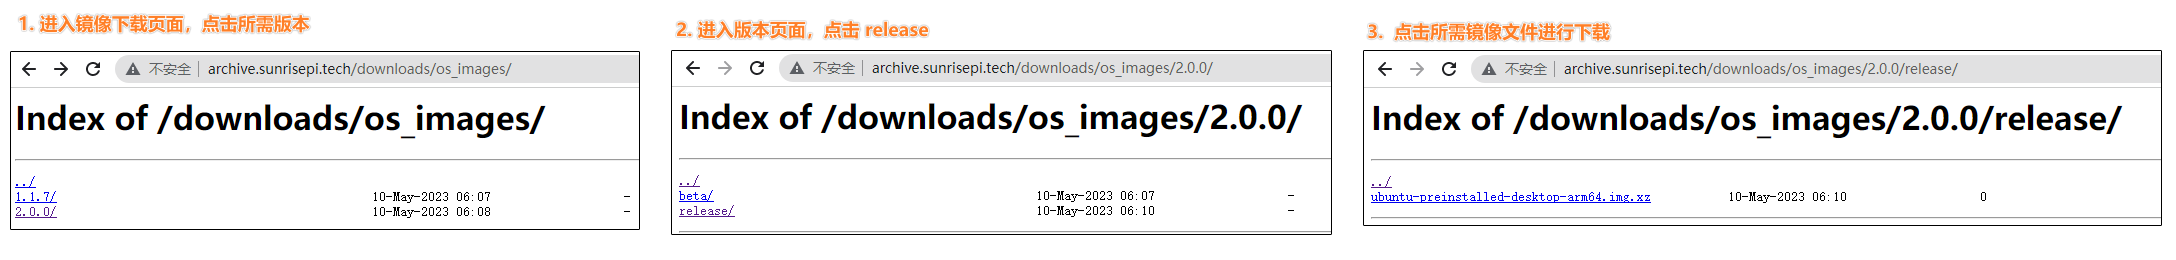 1. 进入镜像下载页面，点击所需版本
不安全 | archive.sunrisepi.tech/downloads/os_images/
Index of /downloads/os_images/
../
1.1.7/ 10-May-2023 06:07 -
2.0.0/ 10-May-2023 06:08 -
2. 进入版本页面，点击 release
不安全 | archive.sunrisepi.tech/downloads/os_images/2.0.0/
Index of /downloads/os_images/2.0.0/
../
beta/ 10-May-2023 06:07 -
release/ 10-May-2023 06:10 -
3. 点击所需镜像文件进行下载
不安全 | archive.sunrisepi.tech/downloads/os_images/2.0.0/release/
Index of /downloads/os_images/2.0.0/release/
../
ubuntu-preinstalled-desktop-arm64.img.xz 10-May-2023 06:10 0